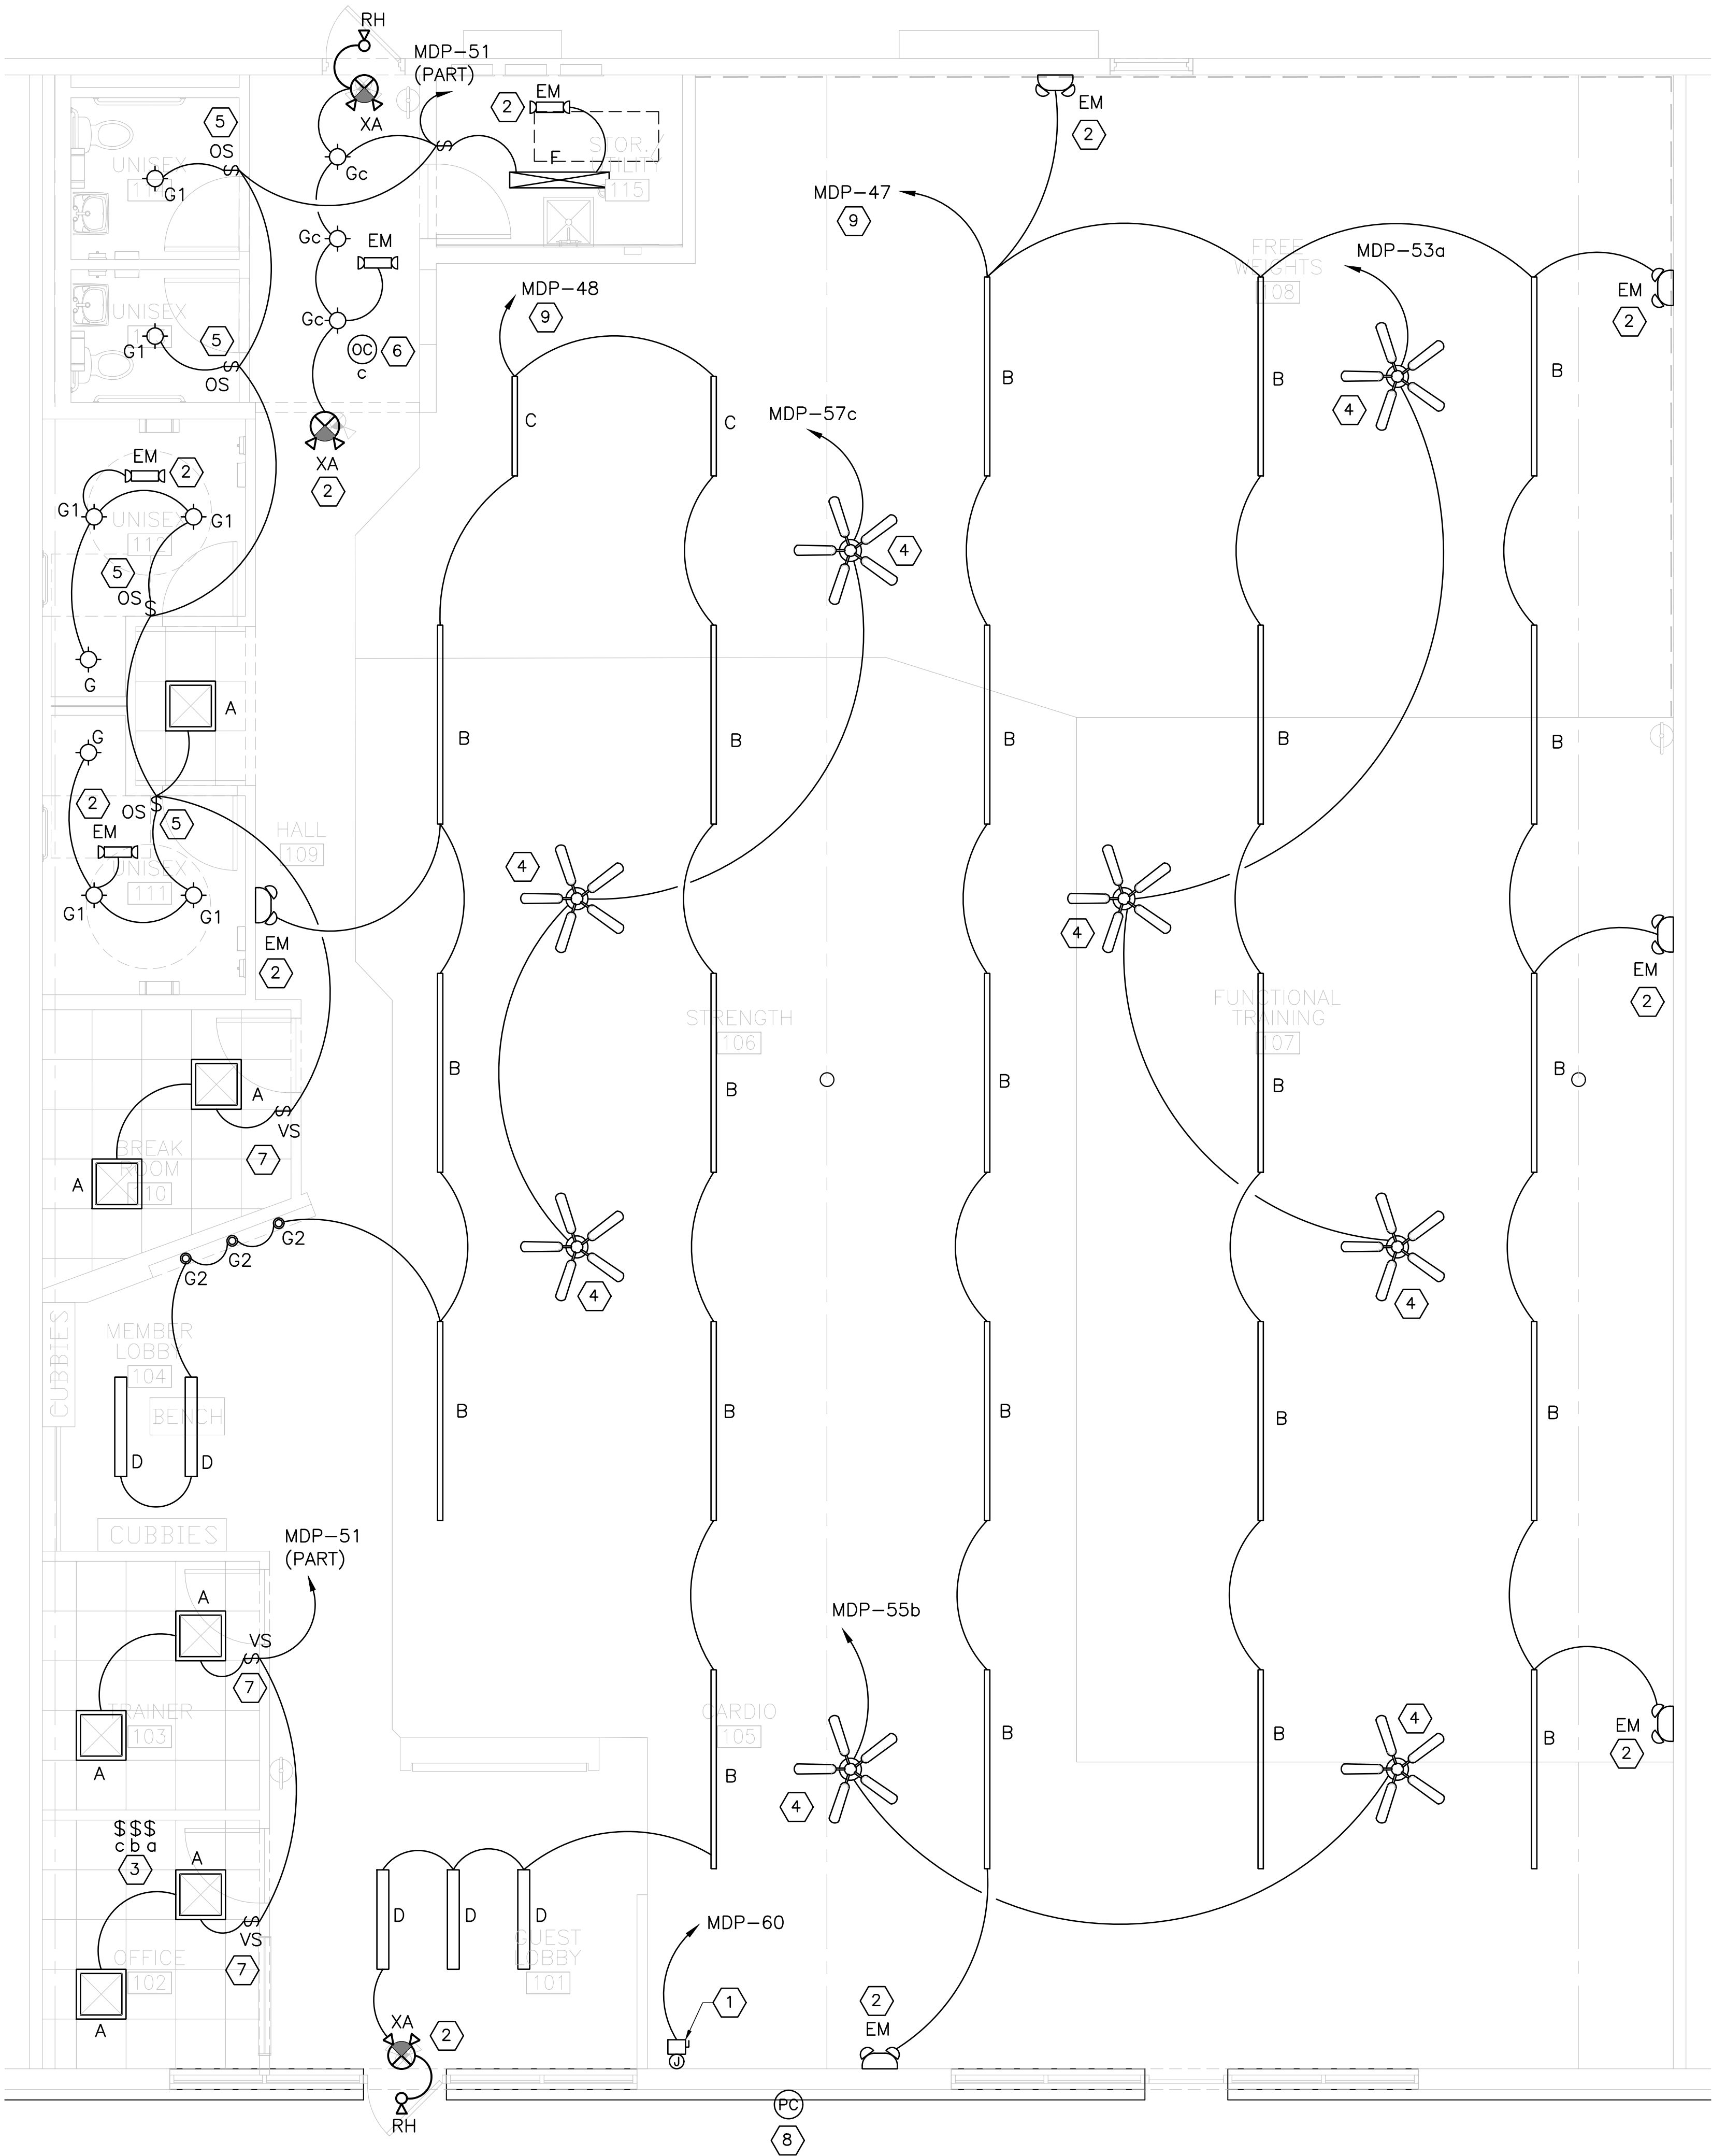 RH
MDP-51
(PART)
XA
EM
2
EM
2
5
OS
UNISEX
G1
Gc
F
STOR./
UTILITY
115
MDP-47
9
Gc
EM
FREE
WEIGHTS
108
MDP-53a
EM
2
MDP-48
9
UNISEX
G1
5
OS
Gc
OC
c
6
B
B
B
4
C
C
MDP-57c
XA
2
EM
2
G1
UNISEX
112
G1
5
OS
4
G
A
B
B
B
B
B
G
2
OS
5
EM
UNISEX
111
G1
G1
HALL
109
4
4
EM
2
EM
2
STRENGTH
106
FUNCTIONAL
TRAINING
107
B
B
B
B
B
A
VS
7
BREAK
ROOM
110
A
G2
G2
G2
4
4
MEMBER
LOBBY
104
CUBBIES
BENCH
D
D
B
B
B
B
B
CUBBIES
MDP-51
(PART)
A
VS
7
MDP-55b
TRAINER
103
A
CARDIO
105
B
B
B
B
4
4
EM
2
$$$
c b a
3
A
VS
7
OFFICE
102
A
D
D
D
GUEST
LOBBY
101
MDP-60
1
J
XA
2
2
EM
RH
PC
8